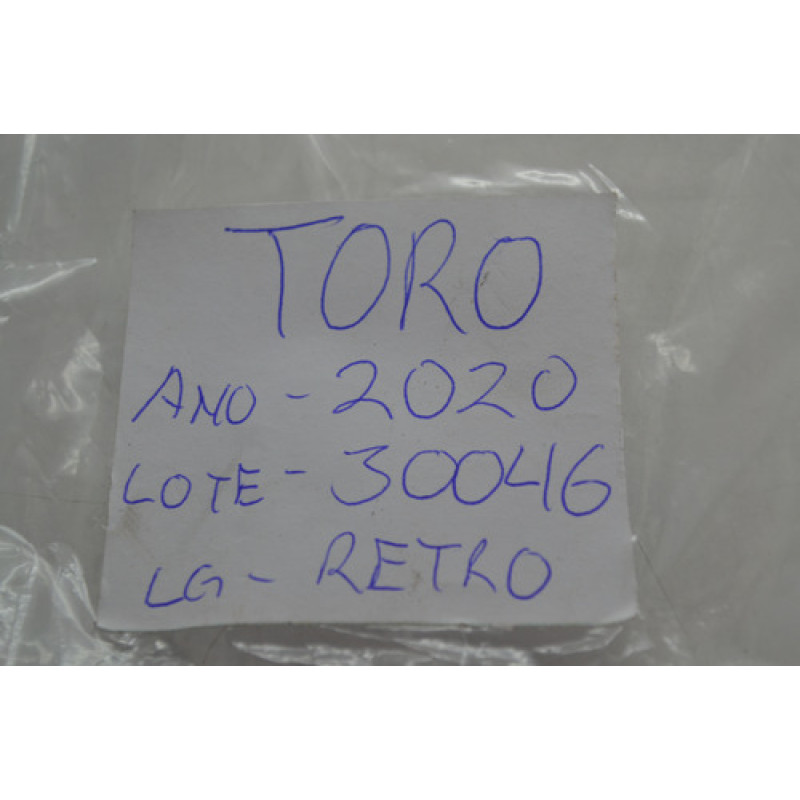 TORO
ANO - 2020
LOTE - 30046
LG - RETRO